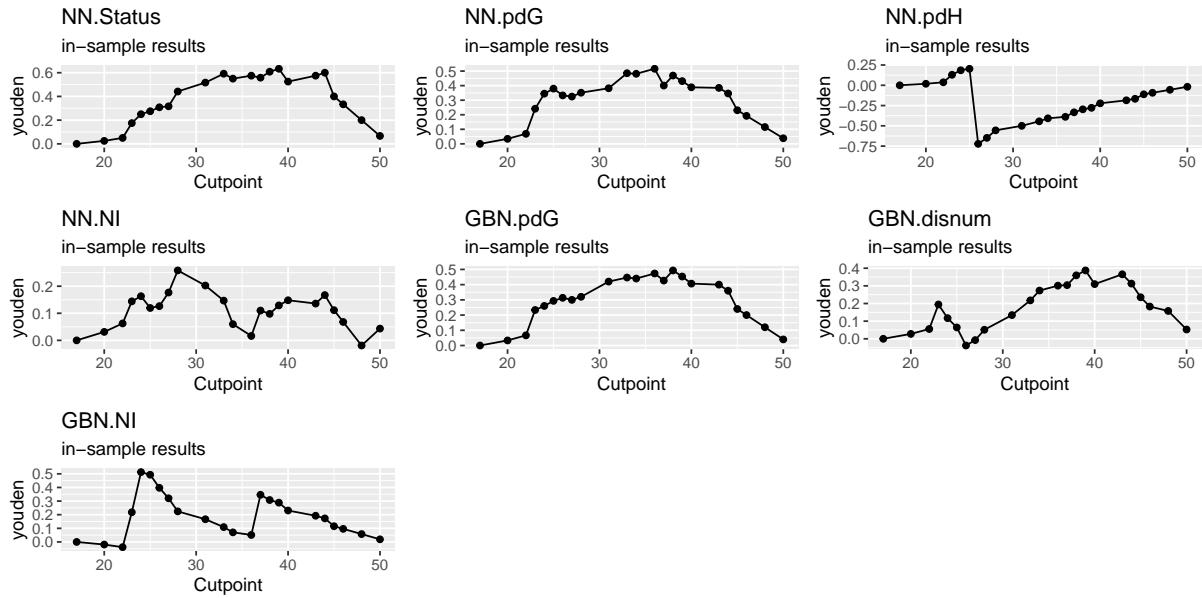 NN.Status
in−sample results
0.6
0.4
0.2
0.0
youden
20 30 40 50
Cutpoint
NN.pdG
in−sample results
0.5
0.4
0.3
0.2
0.1
0.0
youden
20 30 40 50
Cutpoint
NN.pdH
in−sample results
0.25
0.00
−0.25
−0.50
−0.75
youden
20 30 40 50
Cutpoint
NN.NI
in−sample results
0.2
0.1
0.0
youden
20 30 40 50
Cutpoint
GBN.pdG
in−sample results
0.5
0.4
0.3
0.2
0.1
0.0
youden
20 30 40 50
Cutpoint
GBN.disnum
in−sample results
0.4
0.3
0.2
0.1
0.0
youden
20 30 40 50
Cutpoint
GBN.NI
in−sample results
0.5
0.4
0.3
0.2
0.1
0.0
youden
20 30 40 50
Cutpoint